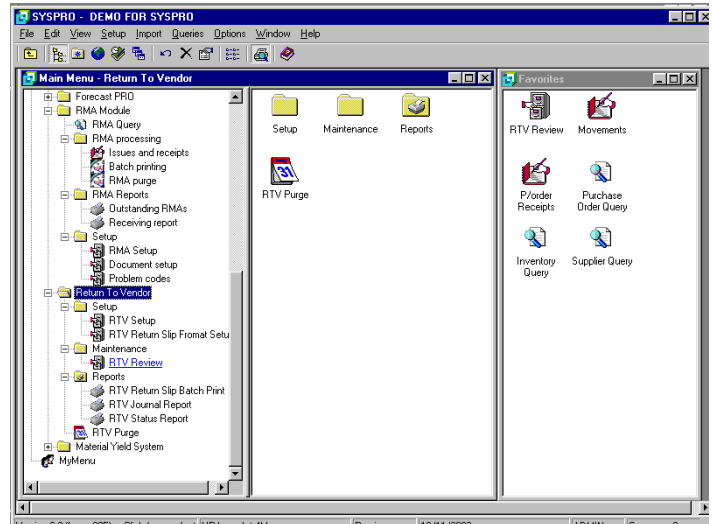 SYSPRO - DEMO FOR SYSPRO
File Edit View Setup Import Queries Options Window Help
Main Menu - Return To Vendor
Forecast PRO
RMA Module
RMA Query
RMA processing
Issues and receipts
Batch printing
RMA purge
RMA Reports
Outstanding RMAs
Receiving report
Setup
RMA Setup
Document setup
Problem codes
Return To Vendor
Setup
RTV Setup
RTV Return Slip Fromat Setu
Maintenance
RTV Review
Reports
RTV Return Slip Batch Print
RTV Journal Report
RTV Status Report
RTV Purge
Material Yield System
MyMenu
Setup
Maintenance
Reports
31
RTV Purge
Favorites
RTV Review
Movements
P/order
Receipts
Purchase
Order Query
Inventory
Query
Supplier Query